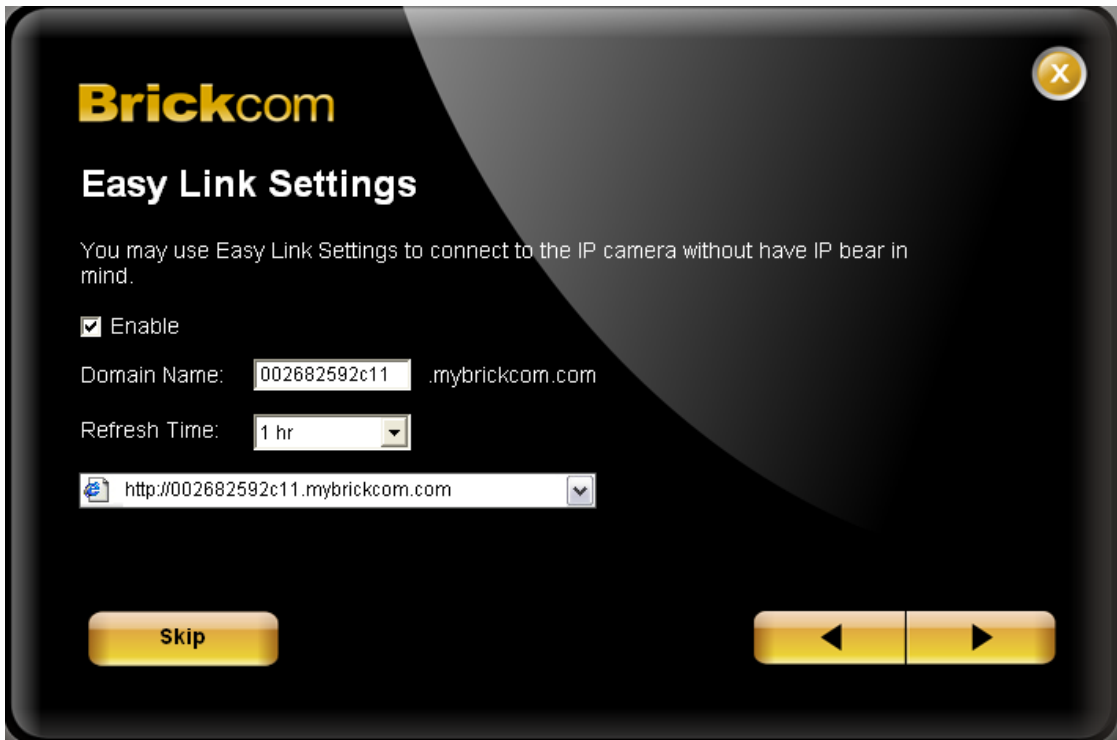 X
Brickcom
Easy Link Settings
You may use Easy Link Settings to connect to the IP camera without have IP bear in
mind.
Enable
Domain Name: 002682592c11 .mybrickcom.com
Refresh Time: 1 hr
http://002682592c11.mybrickcom.com
Skip